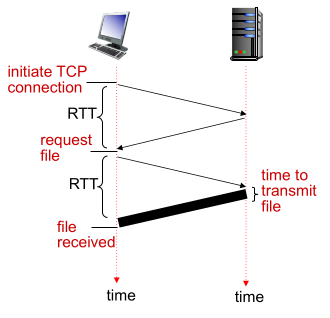 initiate TCP
connection
RTT
request
file
RTT
time to
transmit
file
file
received
time
time